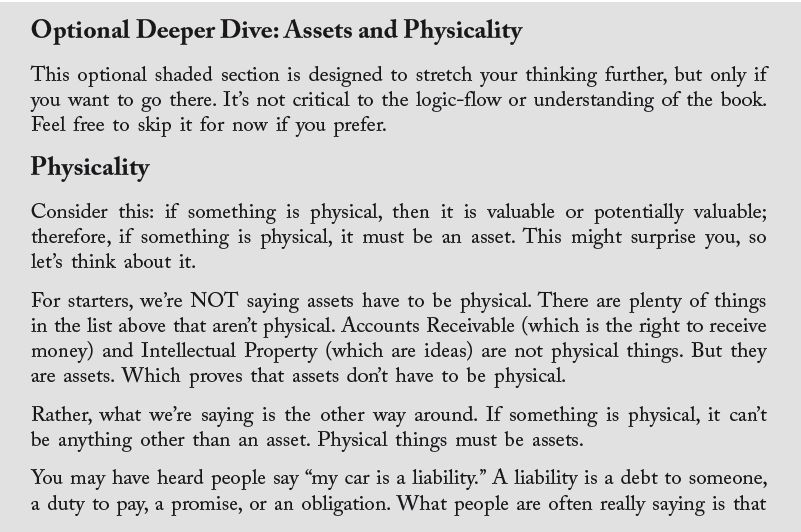 Optional Deeper Dive: Assets and Physicality
This optional shaded section is designed to stretch your thinking further, but only if
you want to go there. It’s not critical to the logic-flow or understanding of the book.
Feel free to skip it for now if you prefer.
Physicality
Consider this: if something is physical, then it is valuable or potentially valuable;
therefore, if something is physical, it must be an asset. This might surprise you, so
let’s think about it.
For starters, we’re NOT saying assets have to be physical. There are plenty of things
in the list above that aren’t physical. Accounts Receivable (which is the right to receive
money) and Intellectual Property (which are ideas) are not physical things. But they
are assets. Which proves that assets don’t have to be physical.
Rather, what we’re saying is the other way around. If something is physical, it can’t
be anything other than an asset. Physical things must be assets.
You may have heard people say “my car is a liability.” A liability is a debt to someone,
a duty to pay, a promise, or an obligation. What people are often really saying is that